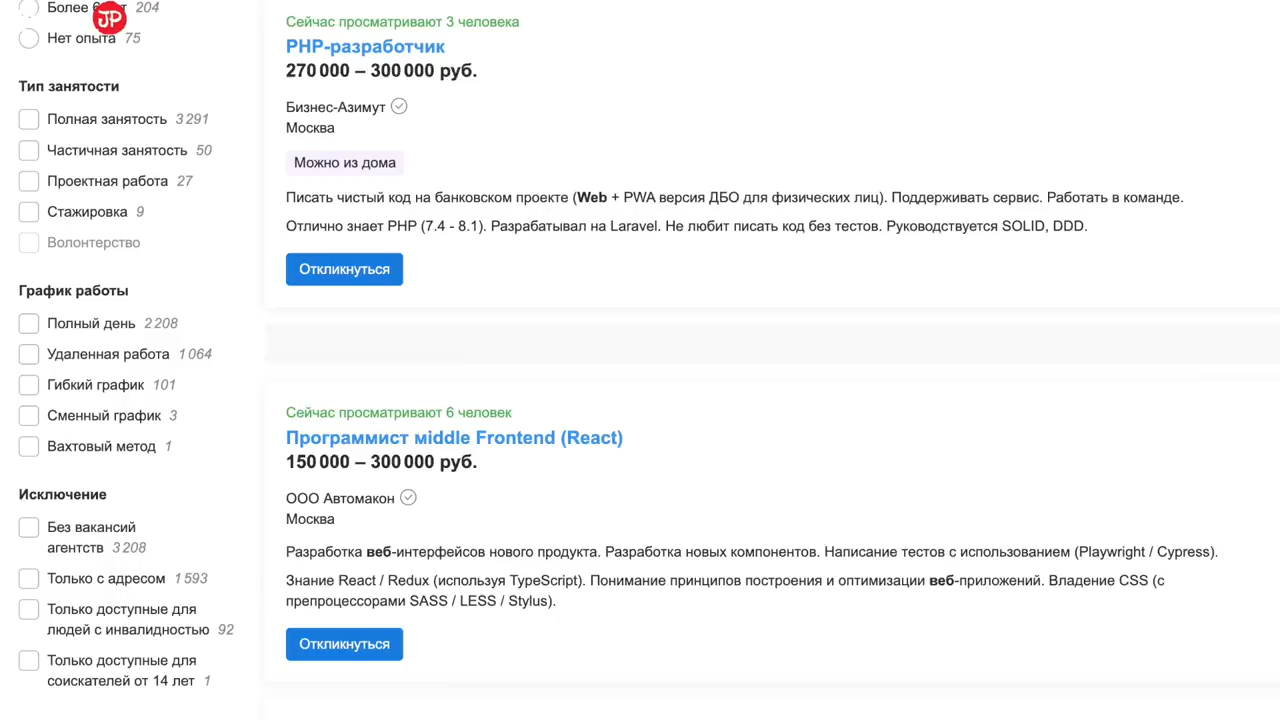 Более 6 лет 204
JP
Нет опыта 75
Тип занятости
Полная занятость 3 291
Частичная занятость 50
Проектная работа 27
Стажировка 9
Волонтерство
График работы
Полный день 2 208
Удаленная работа 1 064
Гибкий график 101
Сменный график 3
Вахтовый метод 1
Исключение
Без вакансий
агентств 3 208
Только с адресом 1 593
Только доступные для
людей с инвалидностью 92
Только доступные для
соискателей от 14 лет 1
Сейчас просматривают 3 человека
PHP-разработчик
270 000 – 300 000 руб.
Бизнес-Азимут
Москва
Можно из дома
Писать чистый код на банковском проекте (Web + PWA версия ДБО для физических лиц). Поддерживать сервис. Работать в команде.
Отлично знает PHP (7.4 - 8.1). Разрабатывал на Laravel. Не любит писать код без тестов. Руководствуется SOLID, DDD.
Откликнуться
Сейчас просматривают 6 человек
Программист мiddle Frontend (React)
150 000 – 300 000 руб.
ООО Автомакон
Москва
Разработка веб-интерфейсов нового продукта. Разработка новых компонентов. Написание тестов с использованием (Playwright / Cypress).
Знание React / Redux (используя TypeScript). Понимание принципов построения и оптимизации веб-приложений. Владение CSS (с
препроцессорами SASS / LESS / Stylus).
Откликнуться